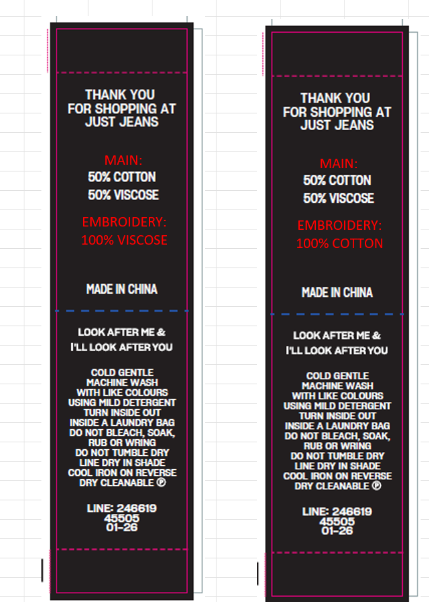 THANK YOU
FOR SHOPPING AT
JUST JEANS
MAIN:
50% COTTON
50% VISCOSE
EMBROIDERY:
100% VISCOSE
MADE IN CHINA
LOOK AFTER ME &
I'LL LOOK AFTER YOU
COLD GENTLE
MACHINE WASH
WITH LIKE COLOURS
USING MILD DETERGENT
TURN INSIDE OUT
INSIDE A LAUNDRY BAG
DO NOT BLEACH, SOAK,
RUB OR WRING
DO NOT TUMBLE DRY
LINE DRY IN SHADE
COOL IRON ON REVERSE
DRY CLEANABLE Ⓟ
LINE: 246619
45505
01-26
THANK YOU
FOR SHOPPING AT
JUST JEANS
MAIN:
50% COTTON
50% VISCOSE
EMBROIDERY:
100% COTTON
MADE IN CHINA
LOOK AFTER ME &
I'LL LOOK AFTER YOU
COLD GENTLE
MACHINE WASH
WITH LIKE COLOURS
USING MILD DETERGENT
TURN INSIDE OUT
INSIDE A LAUNDRY BAG
DO NOT BLEACH, SOAK,
RUB OR WRING
DO NOT TUMBLE DRY
LINE DRY IN SHADE
COOL IRON ON REVERSE
DRY CLEANABLE Ⓟ
LINE: 246619
45505
01-26